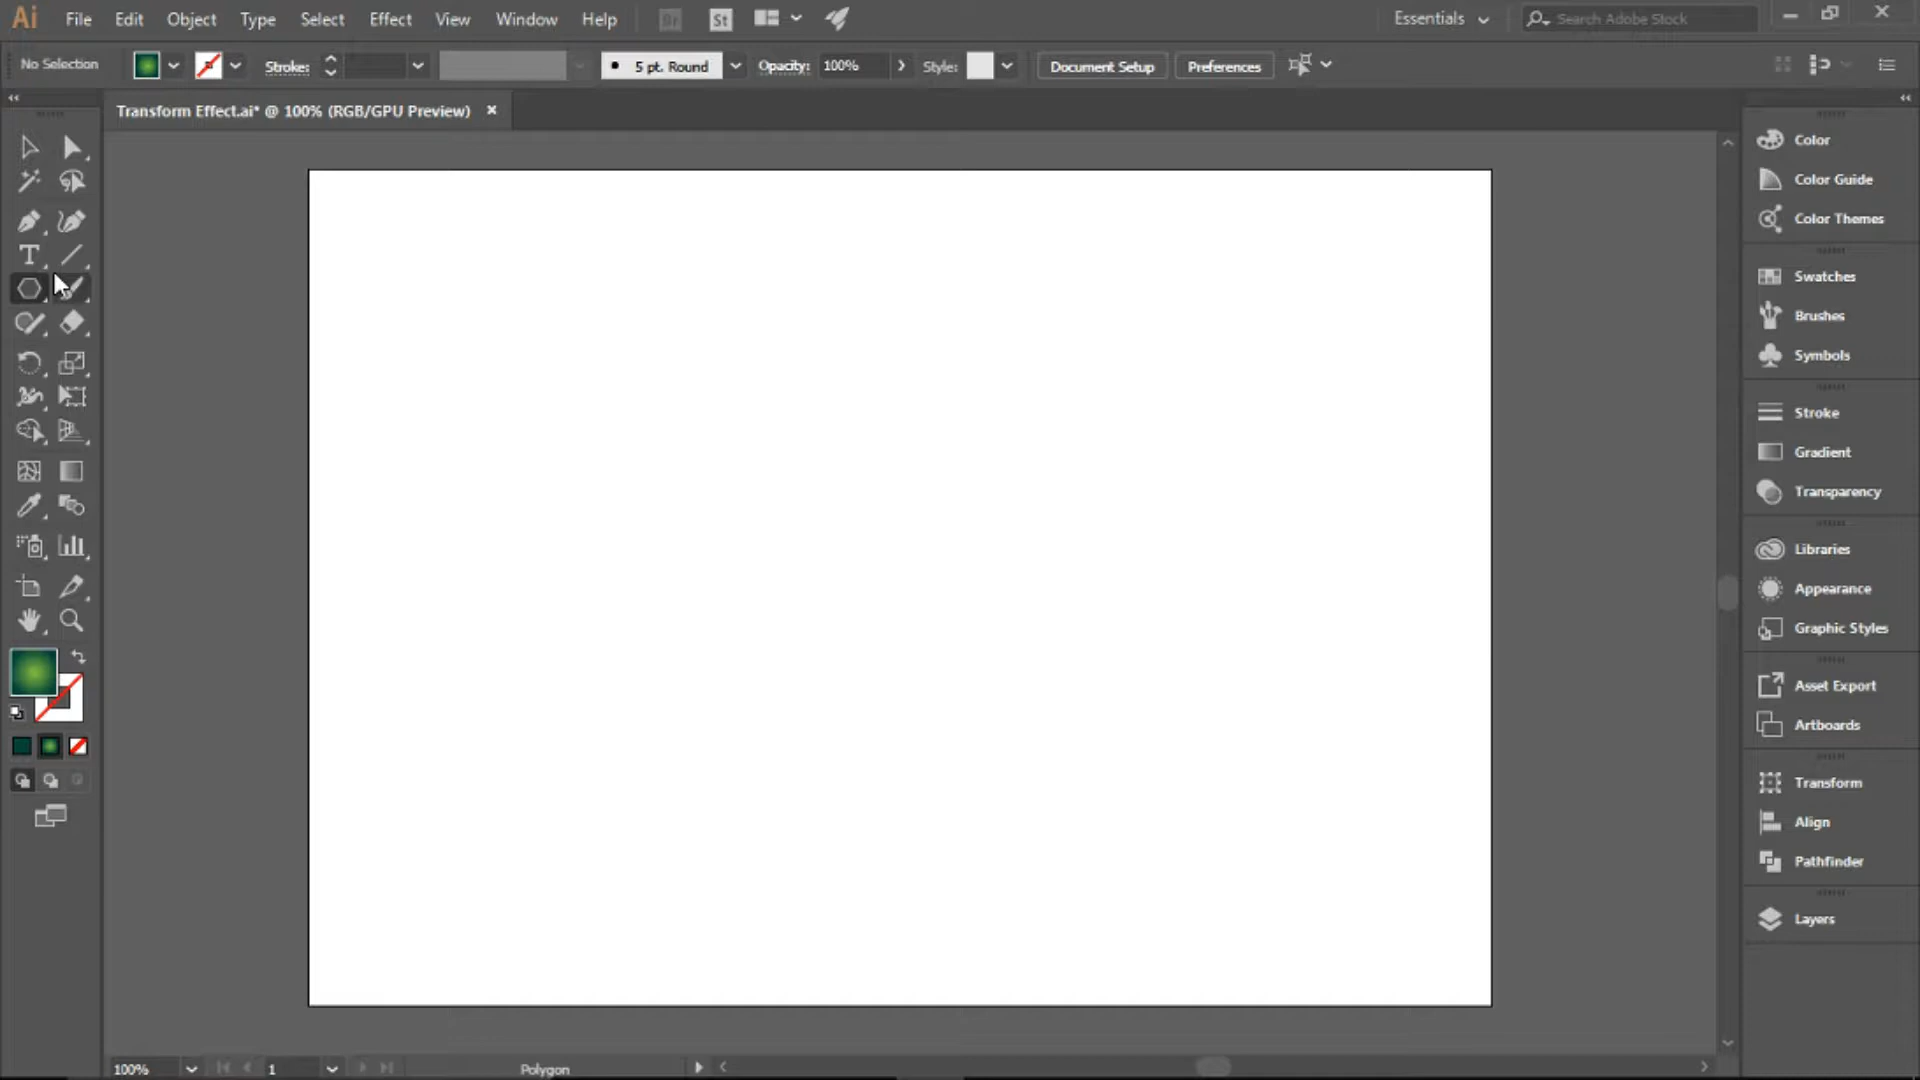 Ai File Edit Object Type Select Effect View Window Help Br St Essentials Search Adobe Stock
No Selection Stroke: 5 pt. Round Opacity: 100% Style: Document Setup Preferences
Transform Effect.ai* @ 100% (RGB/GPU Preview)
Color
Color Guide
Color Themes
Swatches
Brushes
Symbols
Stroke
Gradient
Transparency
Libraries
Appearance
Graphic Styles
Asset Export
Artboards
Transform
Align
Pathfinder
Layers
100% 1 Polygon